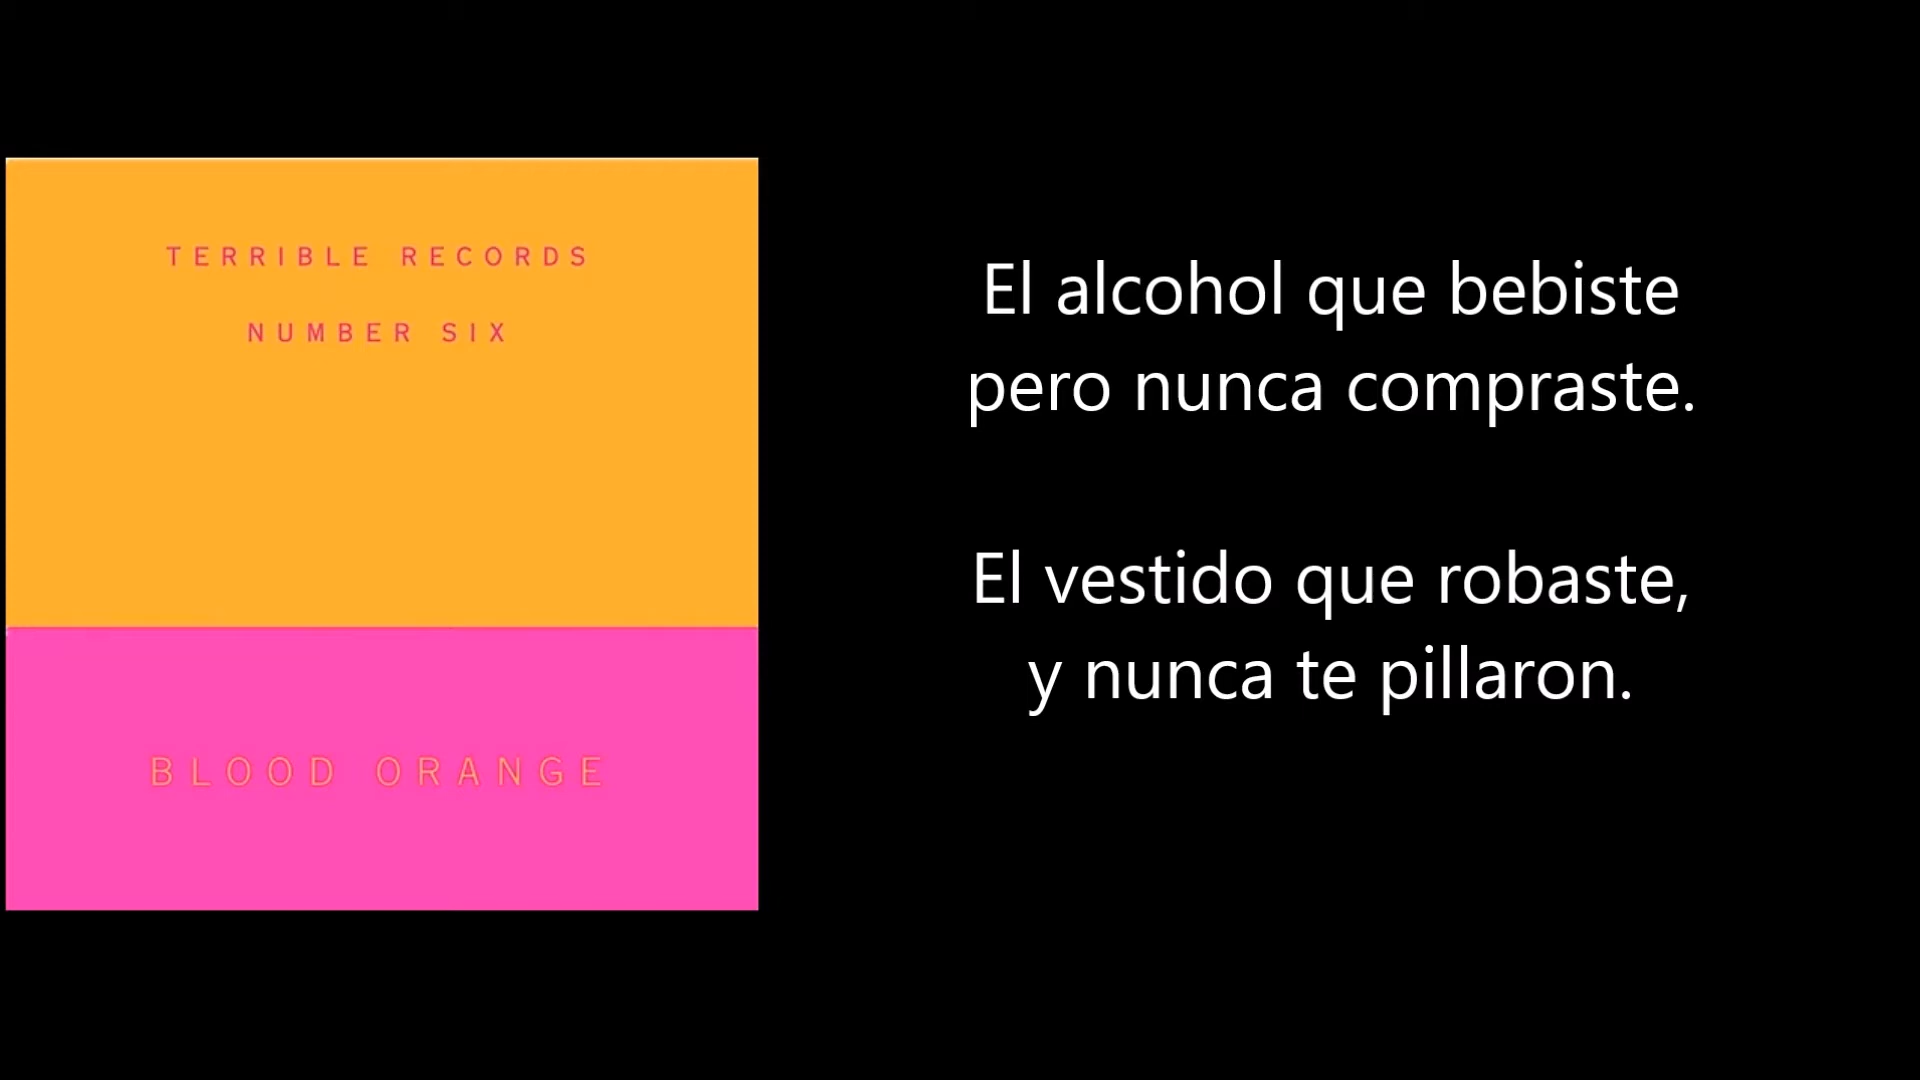 TERRIBLE RECORDS
NUMBER SIX
BLOOD ORANGE
El alcohol que bebiste
pero nunca compraste.
El vestido que robaste,
y nunca te pillaron.